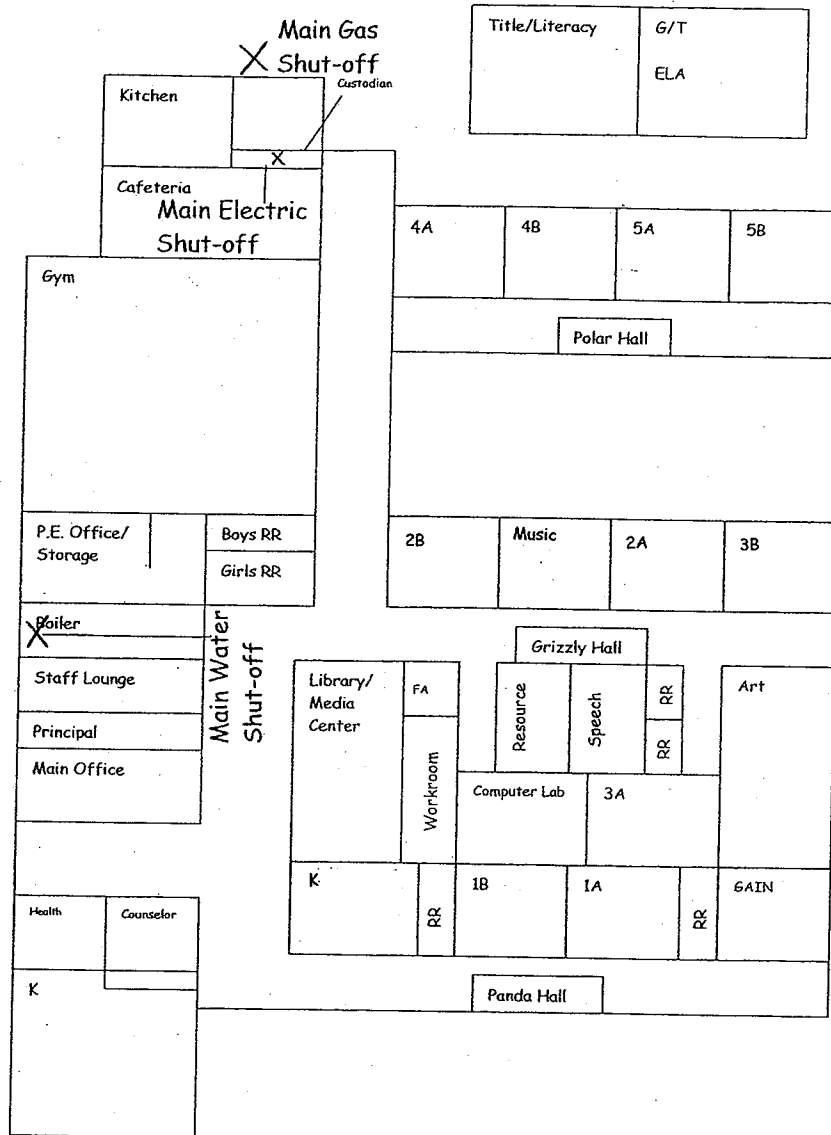 Main Gas
Shut-off
Title/Literacy
G/T
ELA
Kitchen
Custodian
X
Cafeteria
Main Electric
Shut-off
4A
4B
5A
5B
Gym
Polar Hall
P.E. Office/
Storage
Boys RR
Girls RR
2B
Music
2A
3B
Boiler
Main Water
Shut-off
Staff Lounge
Principal
Main Office
Grizzly Hall
Library/
Media
Center
FA
Workroom
Resource
Speech
RR
RR
Art
Computer Lab
3A
K
RR
1B
1A
RR
GAIN
Health
Counselor
K
Panda Hall